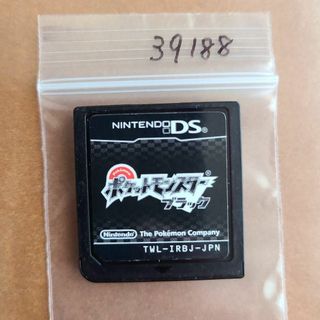 39188
NINTENDO DS
ポケットモンスター
ブラック
Nintendo The Pokémon Company
TWL-IRBJ-JPN